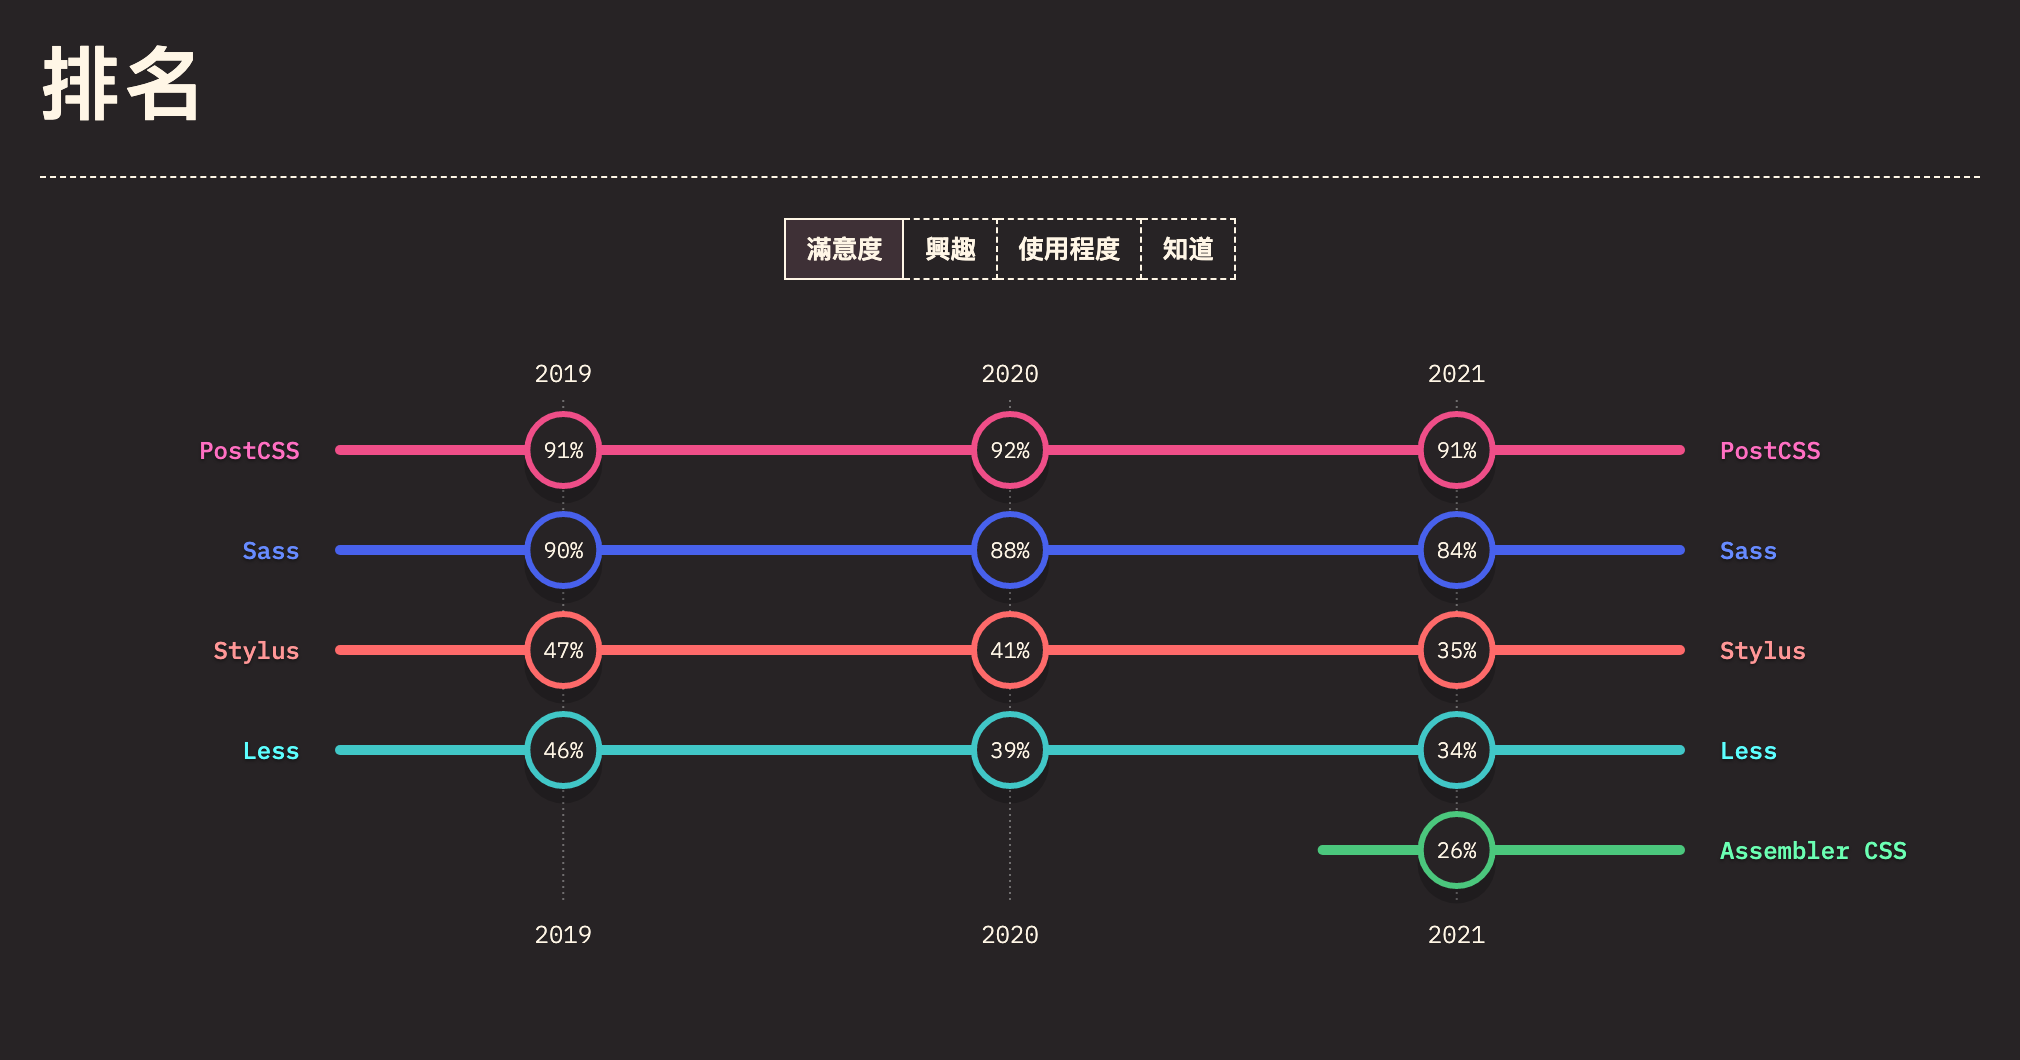 排名
滿意度 興趣 使用程度 知道
2019 2020 2021
PostCSS 91% 92% 91% PostCSS
Sass 90% 88% 84% Sass
Stylus 47% 41% 35% Stylus
Less 46% 39% 34% Less
26% Assembler CSS
2019 2020 2021